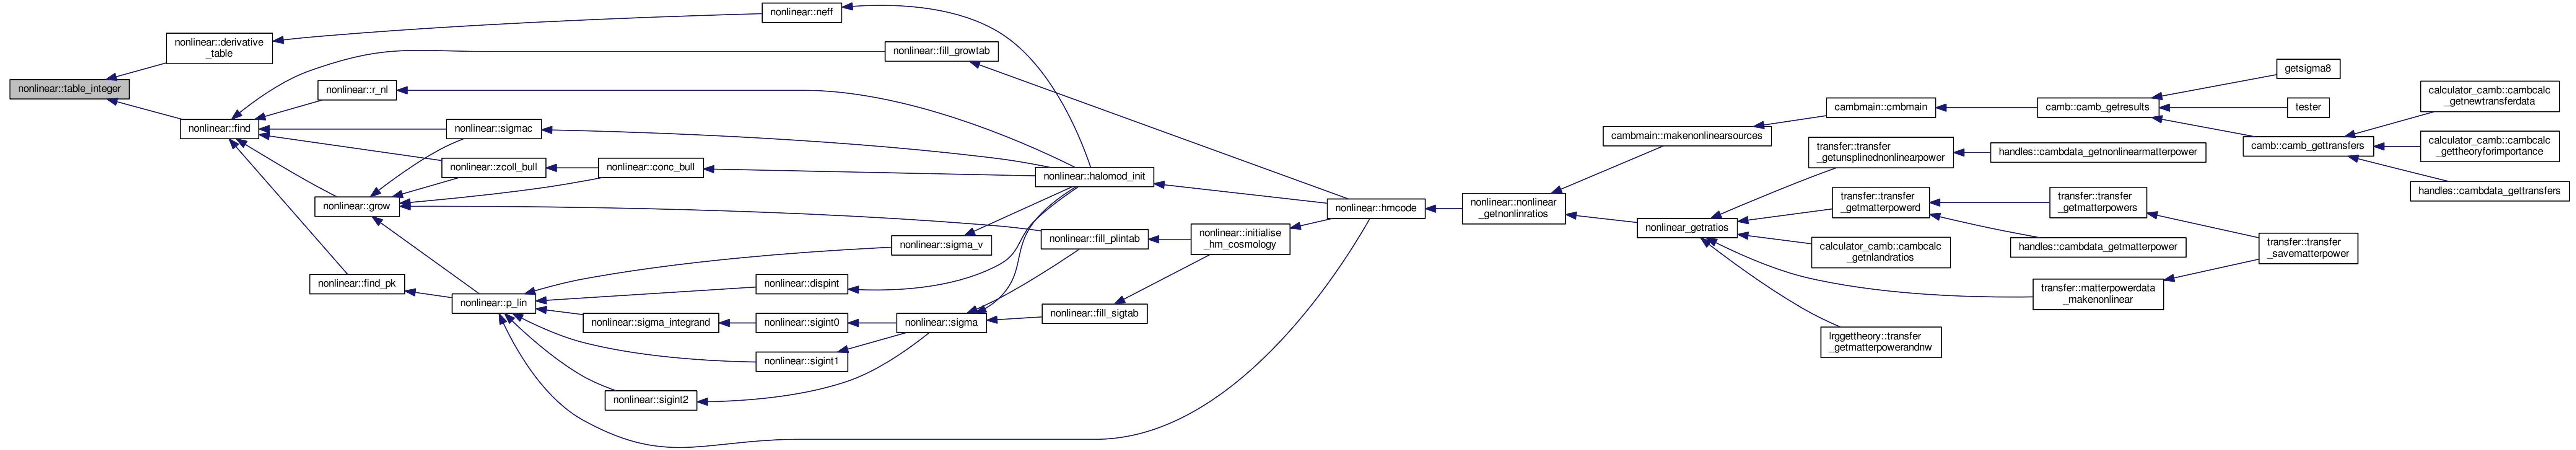 nonlinear::table_integer
nonlinear::derivative
_table
nonlinear::find
nonlinear::neff
nonlinear::fill_growtab
nonlinear::r_nl
nonlinear::sigmac
nonlinear::zcoll_bull
nonlinear::conc_bull
nonlinear::grow
nonlinear::find_pk
nonlinear::p_lin
nonlinear::sigma_v
nonlinear::dispint
nonlinear::sigma_integrand
nonlinear::sigint0
nonlinear::sigint1
nonlinear::sigint2
nonlinear::sigma
nonlinear::halomod_init
nonlinear::fill_plintab
nonlinear::fill_sigtab
nonlinear::initialise
_hm_cosmology
nonlinear::hmcode
nonlinear::nonlinear
_getnonlinratios
cambmain::makenonlinearsources
nonlinear_getratios
cambmain::cmbmain
transfer::transfer
_getunsplinednonlinearpower
transfer::transfer
_getmatterpowerd
calculator_camb::cambcalc
_getnlandratios
lrggettheory::transfer
_getmatterpowerandnw
camb::camb_getresults
handles::cambdata_getnonlinearmatterpower
transfer::transfer
_getmatterpowers
handles::cambdata_getmatterpower
transfer::matterpowerdata
_makenonlinear
getsigma8
tester
camb::camb_gettransfers
transfer::transfer
_savematterpower
calculator_camb::cambcalc
_getnewtransferdata
calculator_camb::cambcalc
_gettheoryforimportance
handles::cambdata_gettransfers